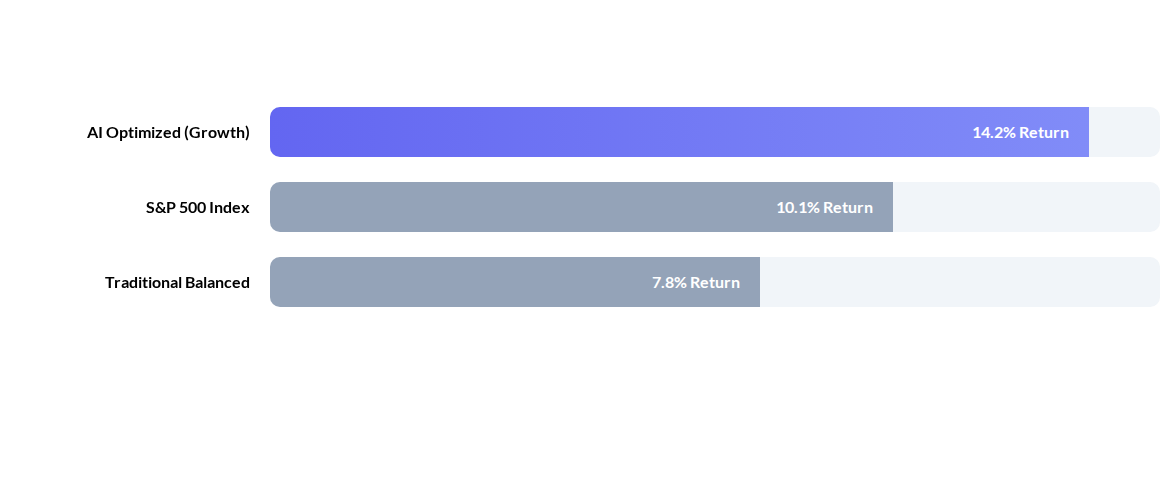 AI Optimized (Growth)
14.2% Return
S&P 500 Index
10.1% Return
Traditional Balanced
7.8% Return